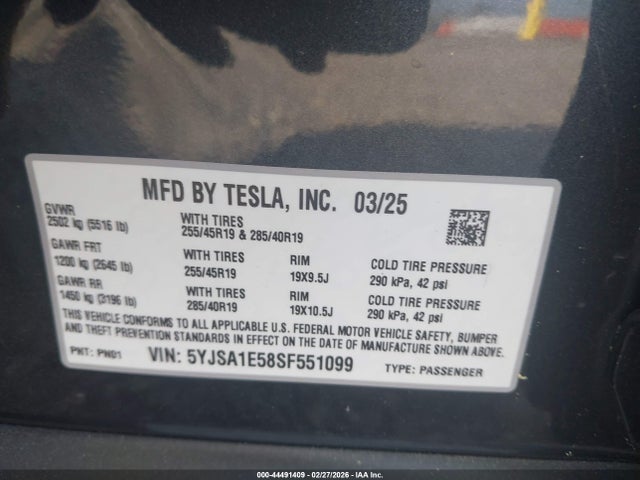 MFD BY TESLA, INC. 03/25
GVWR
2502 kg (5516 lb)
WITH TIRES
255/45R19 & 285/40R19
GAWR FRT
1200 kg (2645 lb)
WITH TIRES
255/45R19
RIM
19X9.5J
COLD TIRE PRESSURE
290 kPa, 42 psi
GAWR RR
1450 kg (3196 lb)
WITH TIRES
285/40R19
RIM
19X10.5J
COLD TIRE PRESSURE
290 kPa, 42 psi
THIS VEHICLE CONFORMS TO ALL APPLICABLE U.S. FEDERAL MOTOR VEHICLE SAFETY, BUMPER
AND THEFT PREVENTION STANDARDS IN EFFECT ON THE DATE OF MANUFACTURE SHOWN ABOVE.
PNT: PN01 VIN: 5YJSA1E58SF551099 TYPE: PASSENGER
000-44491409 - 02/27/2026 - IAA Inc.